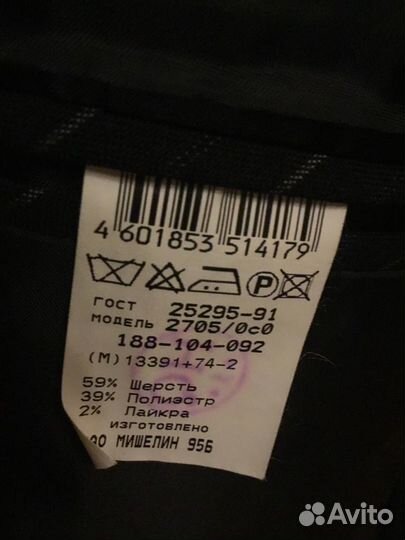 4 601853 514179
P
ГОСТ 25295-91
МОДЕЛЬ 2705/0с0
188-104-092
(М)13391+74-2
59% Шерсть
39% Полиэстр
2% Лайкра
изготовлено
ОО МИШЕЛИН 95Б
Avito